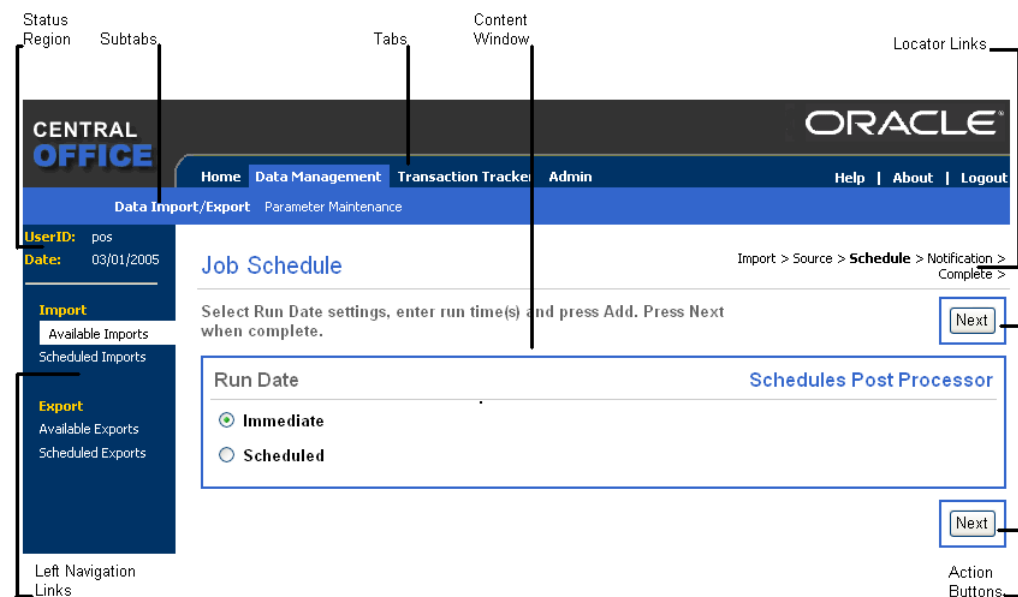 Status
Region
Subtabs
Tabs
Content
Window
Locator Links
CENTRAL
OFFICE
ORACLE
Home Data Management Transaction Tracker Admin
Help | About | Logout
Data Import/Export Parameter Maintenance
UserID: pos
Date: 03/01/2005
Job Schedule
Import > Source > Schedule > Notification >
Complete >
Import
Available Imports
Scheduled Imports
Export
Available Exports
Scheduled Exports
Select Run Date settings, enter run time(s) and press Add. Press Next
when complete.
Next
Run Date
Schedules Post Processor
Immediate
Scheduled
Next
Left Navigation
Links
Action
Buttons